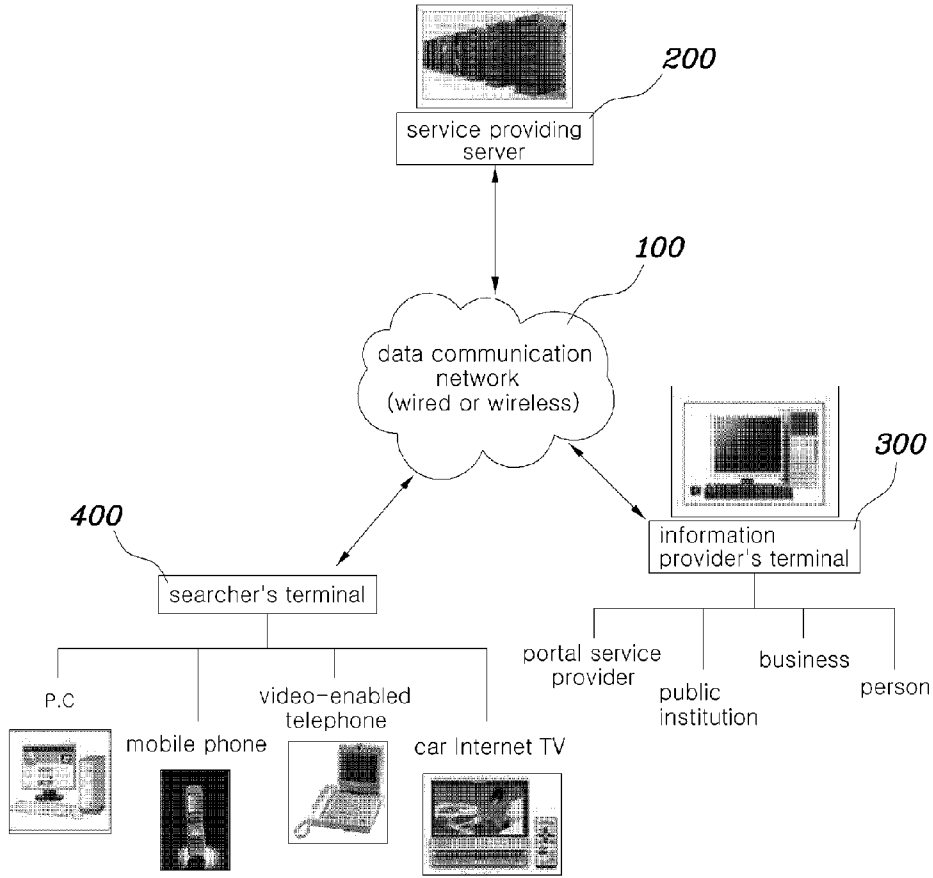 200
service providing
server
100
data communication
network
(wired or wireless)
300
information
provider's terminal
400
searcher's terminal
portal service
provider
public
institution
business
person
P.C
mobile phone
video-enabled
telephone
car Internet TV